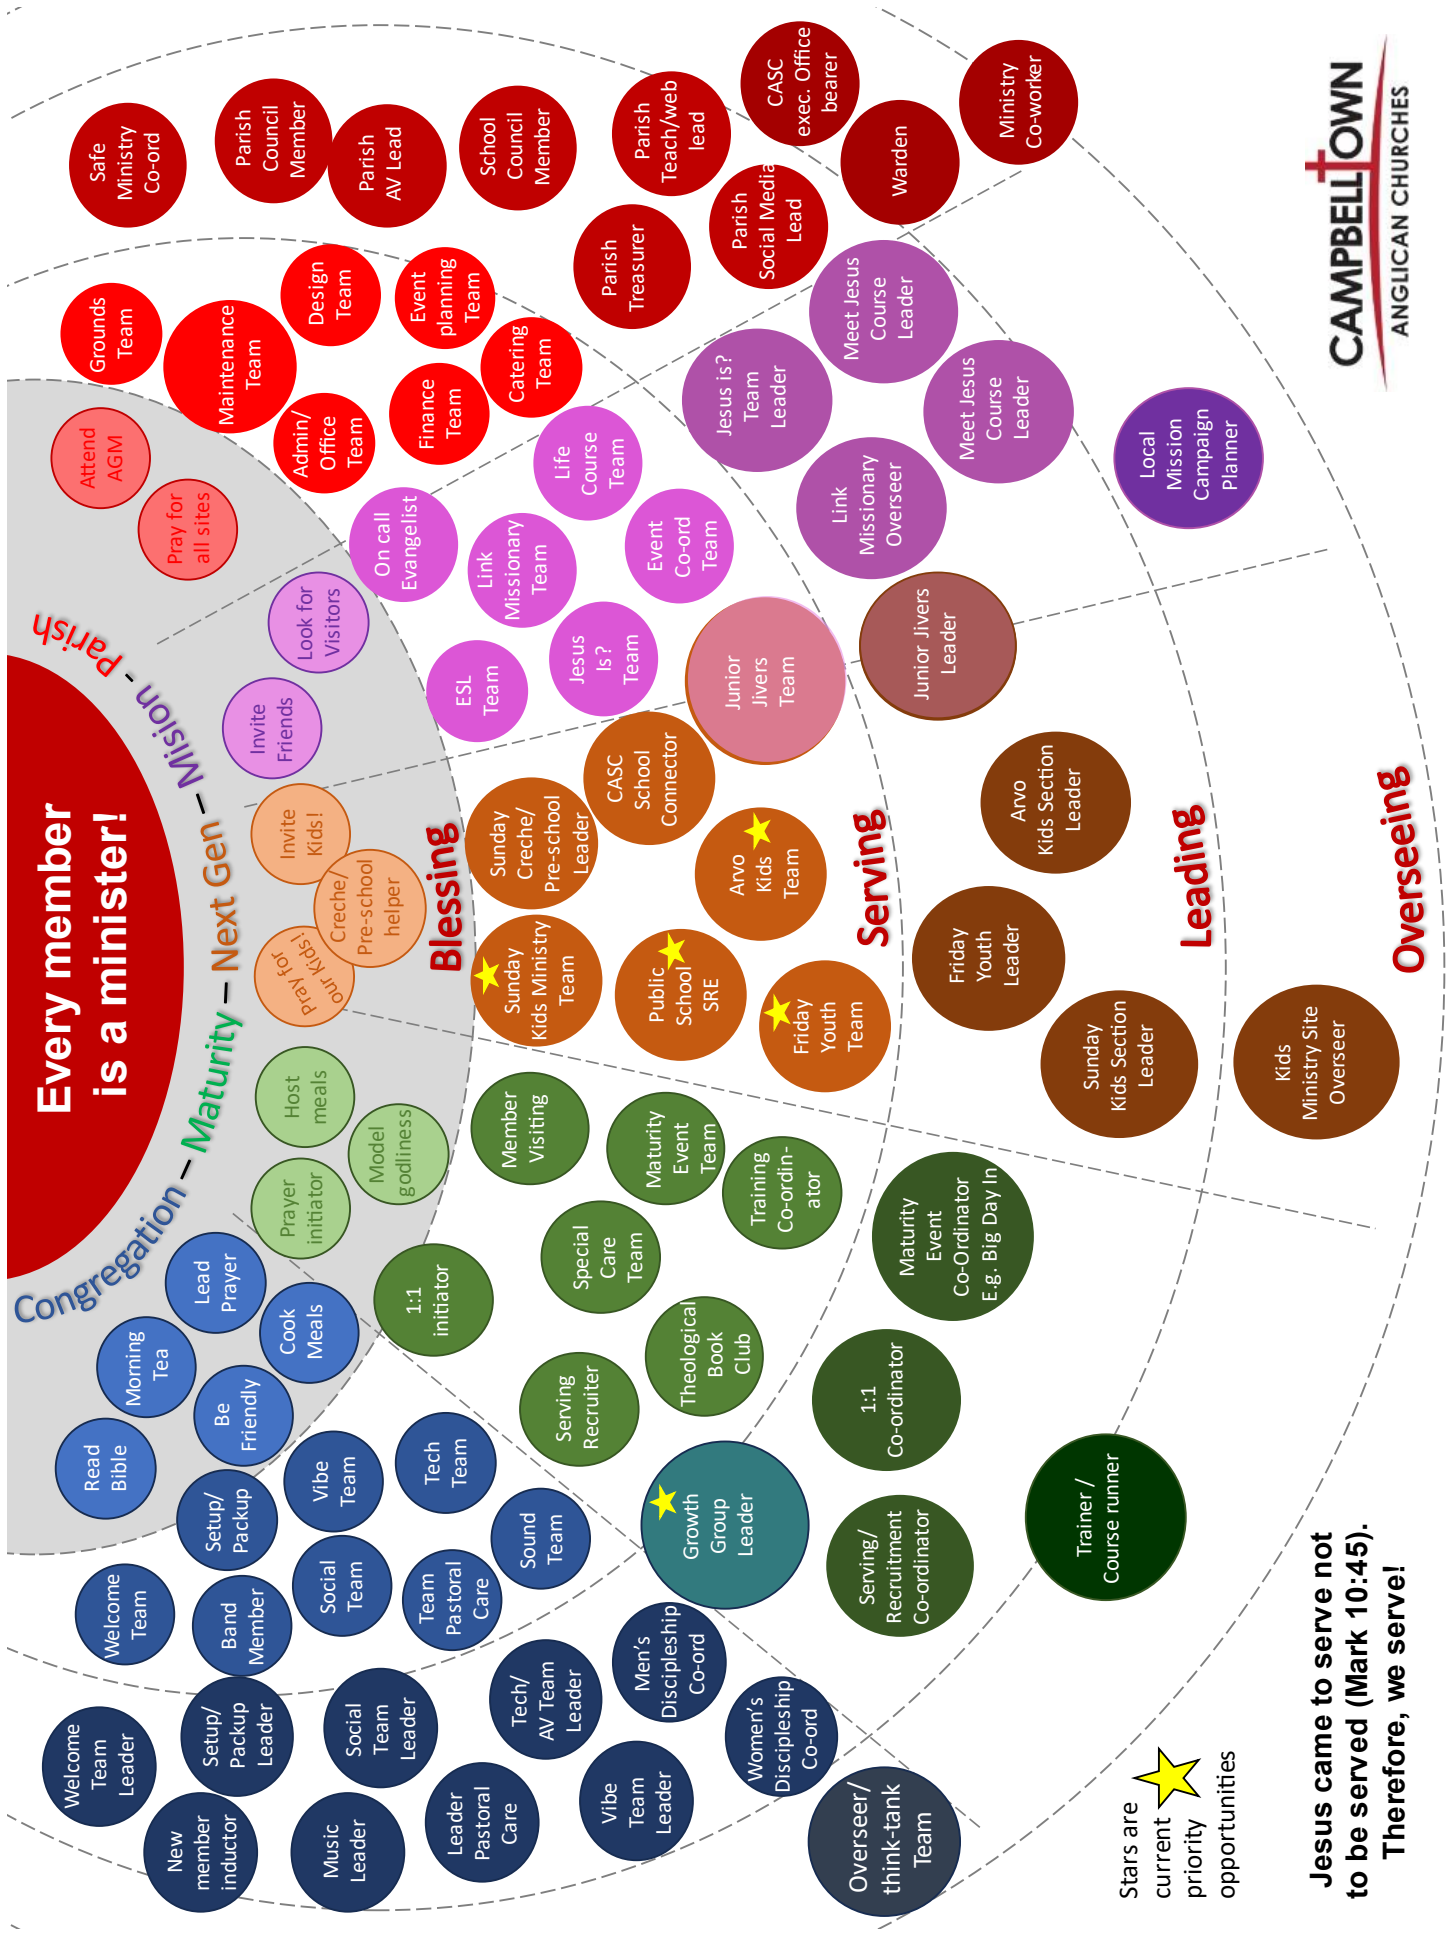 Every member
is a minister!
Congregation – Maturity – Next Gen – Mision - Parish
Blessing
Serving
Leading
Overseeing
Read
Bible
Morning
Tea
Lead
Prayer
Be
Friendly
Cook
Meals
Welcome
Team
Setup/
Packup
Band
Member
Vibe
Team
Social
Team
Tech
Team
Team
Pastoral
Care
Sound
Team
Welcome
Team
Leader
New
member
inductor
Setup/
Packup
Leader
Music
Leader
Social
Team
Leader
Leader
Pastoral
Care
Tech/
AV Team
Leader
Vibe
Team
Leader
Men's
Discipleship
Co-ord
Women's
Discipleship
Co-ord
Overseer/
think-tank
Team
Prayer
initiator
Host
meals
Model
godliness
1:1
initiator
Member
Visiting
Serving
Recruiter
Special
Care
Team
Maturity
Event
Team
Theological
Book
Club
Training
Co-ordin-
ator
Growth
Group
Leader
Serving/
Recruitment
Co-ordinator
1:1
Co-ordinator
Maturity
Event
Co-Ordinator
E.g. Big Day In
Trainer /
Course runner
Pray for
our Kids!
Invite
Kids!
Creche/
Pre-school
helper
Sunday
Kids Ministry
Team
Sunday
Creche/
Pre-school
Leader
Public
School
SRE
CASC
School
Connector
Friday
Youth
Team
Arvo
Kids
Team
Junior
Jivers
Team
Junior Jivers
Leader
Friday
Youth
Leader
Arvo
Kids Section
Leader
Sunday
Kids Section
Leader
Kids
Ministry Site
Overseer
Invite
Friends
Look for
Visitors
On call
Evangelist
ESL
Team
Link
Missionary
Team
Life
Course
Team
Jesus
Is?
Team
Event
Co-ord
Team
Jesus is?
Team
Leader
Link
Missionary
Overseer
Meet Jesus
Course
Leader
Meet Jesus
Course
Leader
Local
Mission
Campaign
Planner
Attend
AGM
Pray for
all sites
Grounds
Team
Maintenance
Team
Design
Team
Admin/
Office
Team
Event
planning
Team
Finance
Team
Catering
Team
Safe
Ministry
Co-ord
Parish
Council
Member
Parish
AV Lead
School
Council
Member
Parish
Treasurer
Parish
Teach/web
lead
Parish
Social Media
Lead
CASC
exec. Office
bearer
Warden
Ministry
Co-worker
Stars are
current
priority
opportunities
Jesus came to serve not
to be served (Mark 10:45).
Therefore, we serve!
CAMPBELLTOWN
ANGLICAN CHURCHES